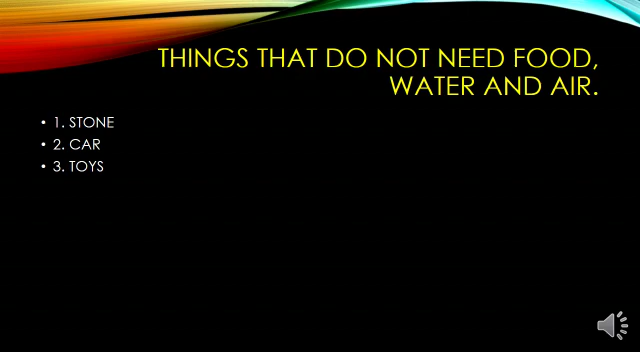 THINGS THAT DO NOT NEED FOOD,
WATER AND AIR.
• 1. STONE
• 2. CAR
• 3. TOYS